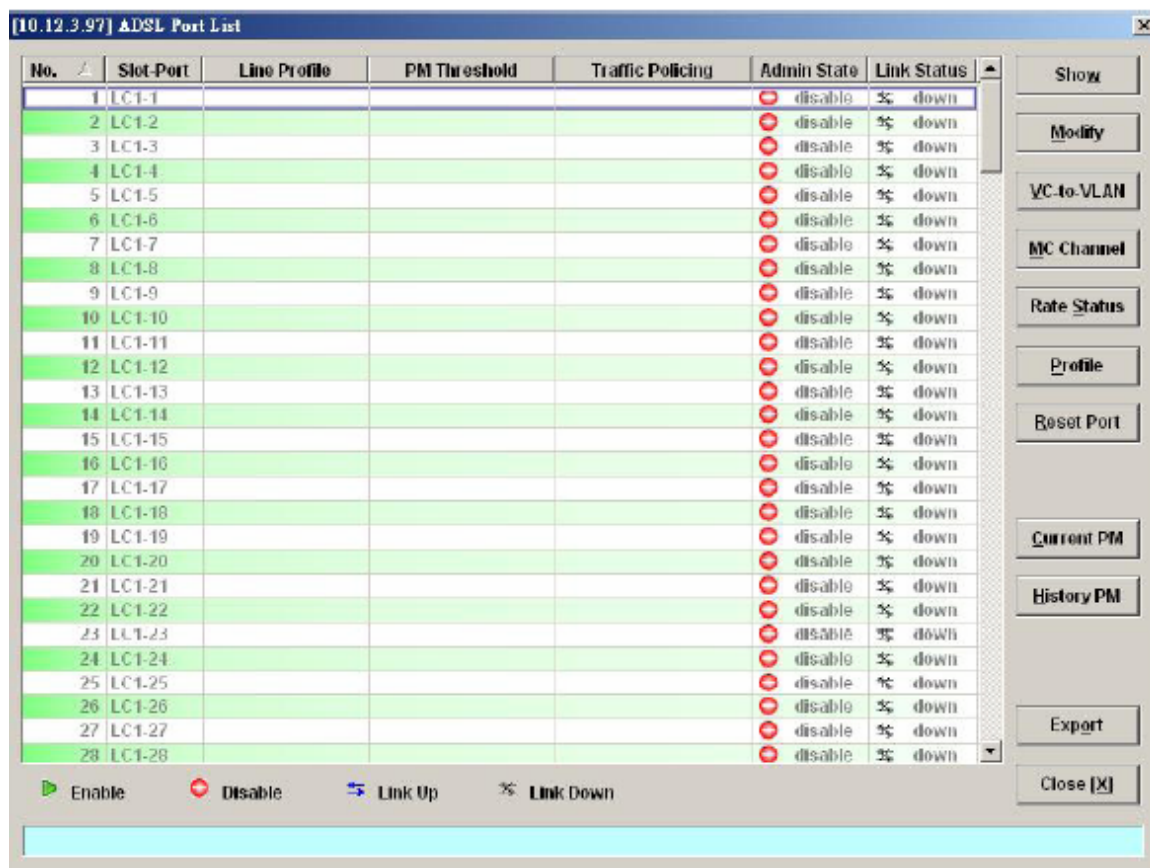 [10.12.3.97] ADSL Port List
No. Slot-Port Line Profile PM Threshold Traffic Policing Admin State Link Status
1 LC1-1 disable down
2 LC1-2 disable down
3 LC1-3 disable down
4 LC1-4 disable down
5 LC1-5 disable down
6 LC1-6 disable down
7 LC1-7 disable down
8 LC1-8 disable down
9 LC1-9 disable down
10 LC1-10 disable down
11 LC1-11 disable down
12 LC1-12 disable down
13 LC1-13 disable down
14 LC1-14 disable down
15 LC1-15 disable down
16 LC1-16 disable down
17 LC1-17 disable down
18 LC1-18 disable down
19 LC1-19 disable down
20 LC1-20 disable down
21 LC1-21 disable down
22 LC1-22 disable down
23 LC1-23 disable down
24 LC1-24 disable down
25 LC1-25 disable down
26 LC1-26 disable down
27 LC1-27 disable down
28 LC1-28 disable down
Enable Disable Link Up Link Down
Show
Modify
VC-to-VLAN
MC Channel
Rate Status
Profile
Reset Port
Current PM
History PM
Export
Close [X]